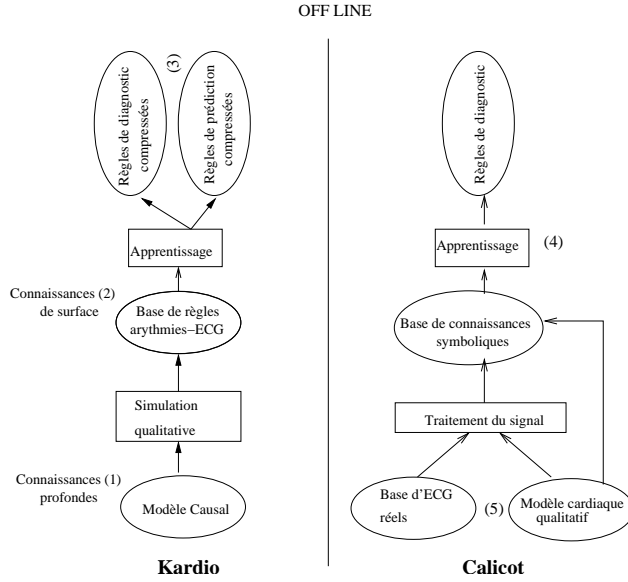 OFF LINE
(3)
Règles de diagnostic
compressées
Règles de prédiction
compressées
Apprentissage
Connaissances (2)
de surface
Base de règles
arythmies−ECG
Simulation
qualitative
Connaissances (1)
profondes
Modèle Causal
Kardio
Règles de diagnostic
Apprentissage
(4)
Base de connaissances
symboliques
Traitement du signal
Base d'ECG
réels
(5)
Modèle cardiaque
qualitatif
Calicot